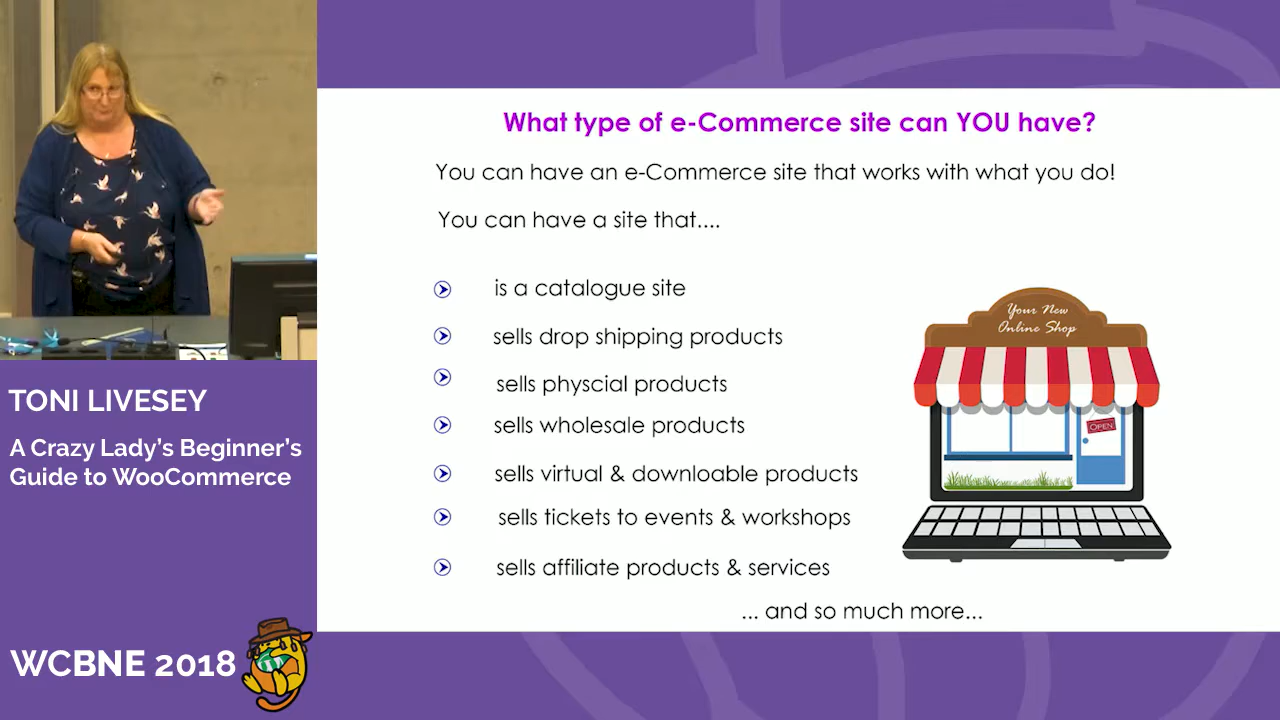 TONI LIVESEY
A Crazy Lady's Beginner's
Guide to WooCommerce
WCBNE 2018
What type of e-Commerce site can YOU have?
You can have an e-Commerce site that works with what you do!
You can have a site that....
is a catalogue site
sells drop shipping products
sells physcial products
sells wholesale products
sells virtual & downloable products
sells tickets to events & workshops
sells affiliate products & services
... and so much more...
Your New
Online Shop
OPEN